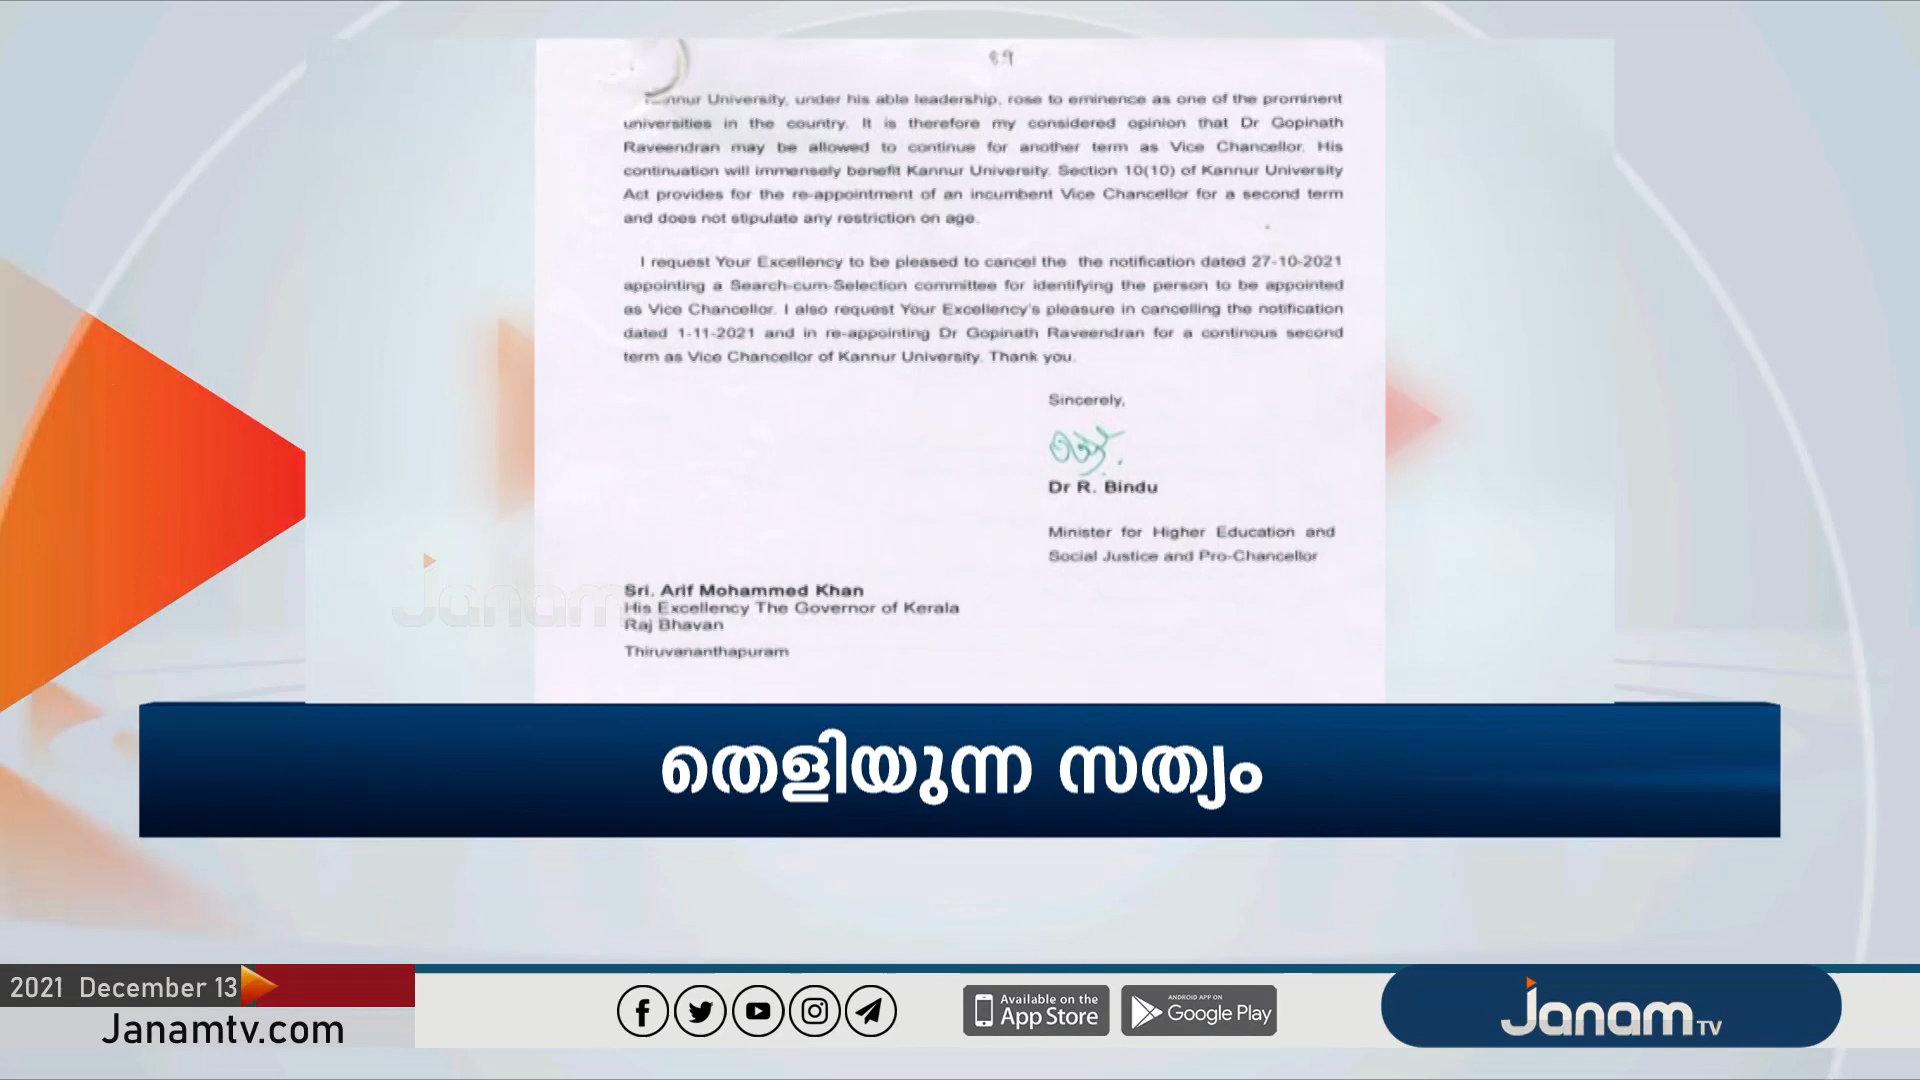 89
nnur University, under his able leadership, rose to eminence as one of the prominent
universities in the country. It is therefore my considered opinion that Dr Gopinath
Raveendran may be allowed to continue for another term as Vice Chancellor. His
continuation will immensely benefit Kannur University. Section 10(10) of Kannur University
Act provides for the re-appointment of an incumbent Vice Chancellor for a second term
and does not stipulate any restriction on age.
I request Your Excellency to be pleased to cancel the the notification dated 27-10-2021
appointing a Search-cum-Selection committee for identifying the person to be appointed
as Vice Chancellor. I also request Your Excellency's pleasure in cancelling the notification
dated 1-11-2021 and in re-appointing Dr Gopinath Raveendran for a continous second
term as Vice Chancellor of Kannur University. Thank you.
Sincerely,
Dr R. Bindu
Minister for Higher Education and
Social Justice and Pro-Chancellor
Sri. Arif Mohammed Khan
His Excellency The Governor of Kerala
Raj Bhavan
Thiruvananthapuram
Janam
തെളിയുന്ന സത്യം
2021 December 13
Janamtv.com
Available on the
App Store
ANDROID APP ON
Google Play
Janam TV